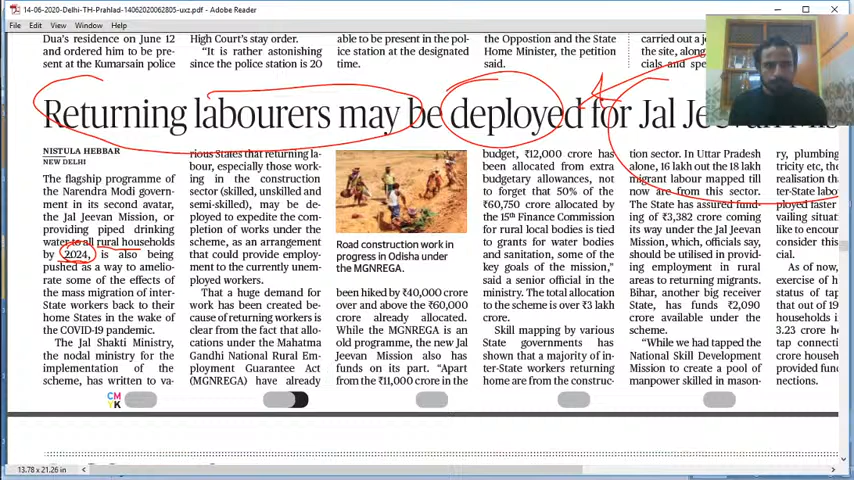 14-06-2020-Delhi-TH-Prahlad-14062020062805-uxz.pdf - Adobe Reader
File Edit View Window Help
Dua's residence on June 12
and ordered him to be pre-
sent at the Kumarsain police
High Court's stay order.
"It is rather astonishing
since the police station is 20
able to be present in the pol-
ice station at the designated
time.
the Oppostion and the State
Home Minister, the petition
said.
carried out a j
the site, along
cials and spe
Returning labourers may be deployed for Jal Jeevan Mis
NISTULA HEBBAR
NEW DELHI
The flagship programme of
the Narendra Modi govern-
ment in its second avatar,
the Jal Jeevan Mission, or
providing piped drinking
water to all rural households
by 2024, is also being
pushed as a way to amelio-
rate some of the effects of
the mass migration of inter-
State workers back to their
home States in the wake of
the COVID-19 pandemic.
The Jal Shakti Ministry,
the nodal ministry for the
implementation of the
scheme, has written to va-
rious States that returning la-
bour, especially those work-
ing in the construction
sector (skilled, unskilled and
semi-skilled), may be de-
ployed to expedite the com-
pletion of works under the
scheme, as an arrangement
that could provide employ-
ment to the currently unem-
ployed workers.
That a huge demand for
work has been created be-
cause of returning workers is
clear from the fact that allo-
cations under the Mahatma
Gandhi National Rural Em-
ployment Guarantee Act
(MGNREGA) have already
Road construction work in
progress in Odisha under
the MGNREGA.
been hiked by ₹40,000 crore
over and above the ₹60,000
crore already allocated.
While the MGNREGA is an
old programme, the new Jal
Jeevan Mission also has
funds on its part. "Apart
from the ₹11,000 crore in the
budget, ₹12,000 crore has
been allocated from extra
budgetary allowances, not
to forget that 50% of the
₹60,750 crore allocated by
the 15th Finance Commission
for rural local bodies is tied
to grants for water bodies
and sanitation, some of the
key goals of the mission,"
said a senior official in the
ministry. The total allocation
to the scheme is over ₹3 lakh
crore.
Skill mapping by various
State governments has
shown that a majority of in-
ter-State workers returning
home are from the construc-
tion sector. In Uttar Pradesh
alone, 16 lakh out the 18 lakh
migrant labour mapped till
now are from this sector.
The State has assured fund-
ing of ₹3,382 crore coming
its way under the Jal Jeevan
Mission, which, officials say,
should be utilised in provid-
ing employment in rural
areas to returning migrants.
Bihar, another big receiver
State, has funds ₹2,090
crore available under the
scheme.
"While we had tapped the
National Skill Development
Mission to create a pool of
manpower skilled in mason-
ry, plumbing
tricity etc, the
realisation tha
ter-State labo
ployed faster
vailing situat
like to encour
consider this
cial.
As of now,
exercise of h
status of tap
that out of 19
households i
3.23 crore h
tap connecti
crore househ
provided fun
nections.
CM
YK
13.78 x 21.26 in